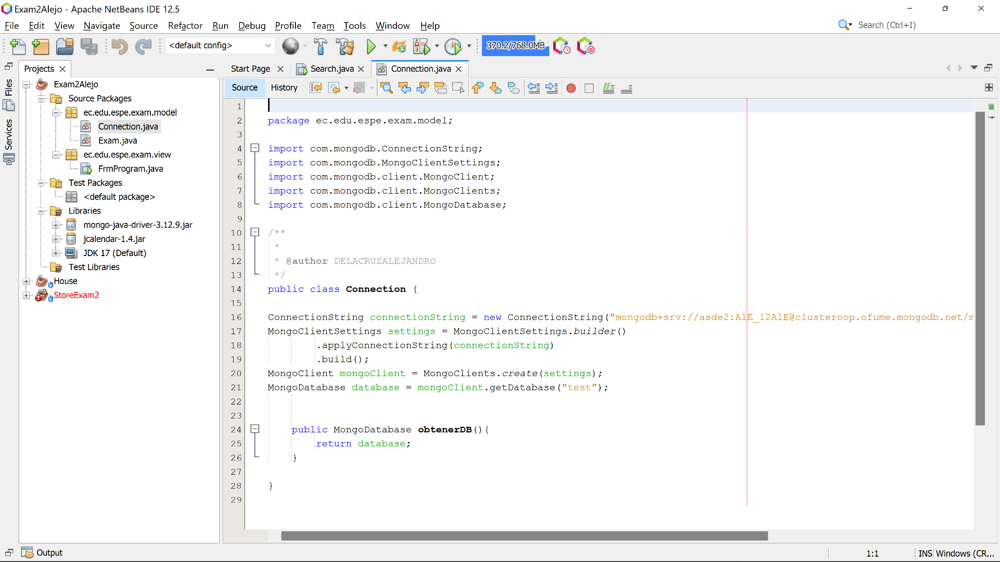 Exam2Alejo - Apache NetBeans IDE 12.5
File Edit View Navigate Source Refactor Run Debug Profile Team Tools Window Help
Search (Ctrl+I)
<default config>
370.2/768.0MB
Files
Services
Projects
Exam2Alejo
Source Packages
ec.edu.espe.exam.model
Connection.java
Exam.java
ec.edu.espe.exam.view
FrmProgram.java
Test Packages
<default package>
Libraries
mongo-java-driver-3.12.9.jar
jcalendar-1.4.jar
JDK 17 (Default)
Test Libraries
House
StoreExam2
Start Page Search.java Connection.java
Source History
1
2 package ec.edu.espe.exam.model;
3
4 import com.mongodb.ConnectionString;
5 import com.mongodb.MongoClientSettings;
6 import com.mongodb.client.MongoClient;
7 import com.mongodb.client.MongoClients;
8 import com.mongodb.client.MongoDatabase;
9
10 /**
11 *
12 * @author DELACRUZALEJANDRO
13 */
14 public class Connection {
15
16 ConnectionString connectionString = new ConnectionString("mongodb+srv://asde2:AlE_12AlE@clusteroop.ofume.mongodb.net/m
17 MongoClientSettings settings = MongoClientSettings.builder()
18 .applyConnectionString(connectionString)
19 .build();
20 MongoClient mongoClient = MongoClients.create(settings);
21 MongoDatabase database = mongoClient.getDatabase("test");
22
23
24 public MongoDatabase obtenerDB(){
25 return database;
26 }
27
28 }
29
Output
1:1 INS Windows (CR...